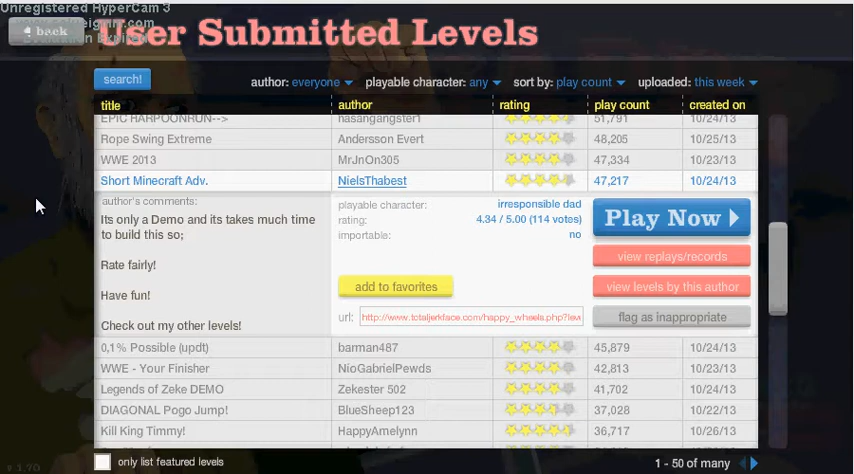 Unregistered HyperCam 3
back
User Submitted Levels
search!
author: everyone playable character: any sort by: play count uploaded: this week
title author rating play count created on
EPIC HARPOONRUN--> hasangangster1 51,791 10/24/13
Rope Swing Extreme Andersson Evert 48,205 10/25/13
WWE 2013 MrJnOn305 47,334 10/23/13
Short Minecraft Adv. NielsThabest 47,217 10/24/13
author's comments:
Its only a Demo and its takes much time
to build this so;
Rate fairly!
Have fun!
Check out my other levels!
playable character: irresponsible dad
rating: 4.34 / 5.00 (114 votes)
importable: no
add to favorites
url: http://www.totaljerkface.com/happy_wheels.php?lev
Play Now
view replays/records
view levels by this author
flag as inappropriate
0,1% Possible (updt) barman487 45,879 10/24/13
WWE - Your Finisher NioGabrielPewds 42,813 10/23/13
Legends of Zeke DEMO Zekester 502 41,702 10/24/13
DIAGONAL Pogo Jump! BlueSheep123 37,028 10/22/13
Kill King Timmy! HappyAmelynn 36,717 10/26/13
only list featured levels
1 - 50 of many
v 1.70